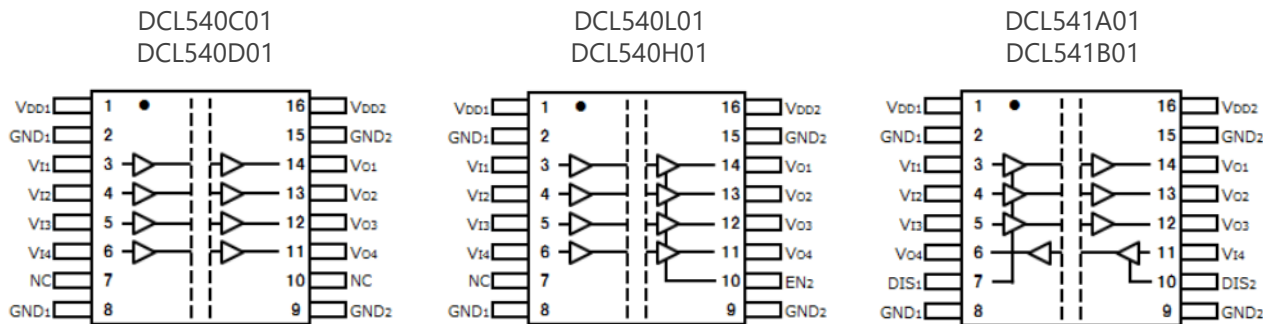 DCL540C01 DCL540L01 DCL541A01
DCL540D01 DCL540H01 DCL541B01
VDD1 1 16 VDD2 VDD1 1 16 VDD2 VDD1 1 16 VDD2
GND1 2 15 GND2 GND1 2 15 GND2 GND1 2 15 GND2
VI1 3 14 VO1 VI1 3 14 VO1 VI1 3 14 VO1
VI2 4 13 VO2 VI2 4 13 VO2 VI2 4 13 VO2
VI3 5 12 VO3 VI3 5 12 VO3 VI3 5 12 VO3
VI4 6 11 VO4 VI4 6 11 VO4 VO4 6 11 VI4
NC 7 10 NC NC 7 10 EN2 DIS1 7 10 DIS2
GND1 8 9 GND2 GND1 8 9 GND2 GND1 8 9 GND2